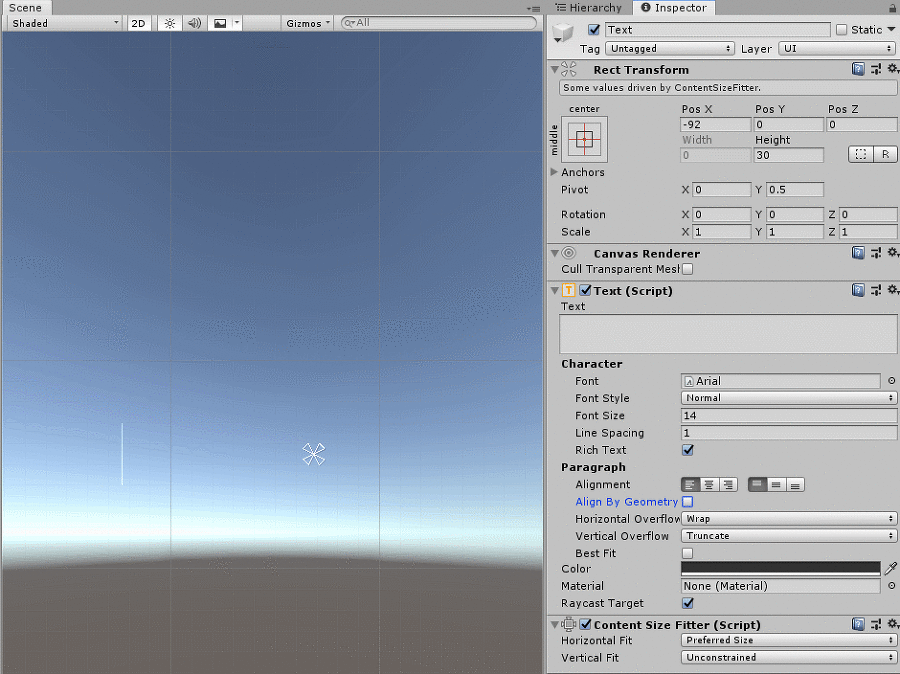 Scene
Hierarchy
Inspector
Shaded
2D
Gizmos
All
Text
Static
Tag Untagged Layer UI
Rect Transform
Some values driven by ContentSizeFitter.
center
middle
Pos X Pos Y Pos Z
-92 0 0
Width Height
0 30
R
Anchors
Pivot X 0 Y 0.5
Rotation X 0 Y 0 Z 0
Scale X 1 Y 1 Z 1
Canvas Renderer
Cull Transparent Mesh
T Text (Script)
Text
Character
Font Arial
Font Style Normal
Font Size 14
Line Spacing 1
Rich Text
Paragraph
Alignment
Align By Geometry
Horizontal Overflow Wrap
Vertical Overflow Truncate
Best Fit
Color
Material None (Material)
Raycast Target
Content Size Fitter (Script)
Horizontal Fit Preferred Size
Vertical Fit Unconstrained